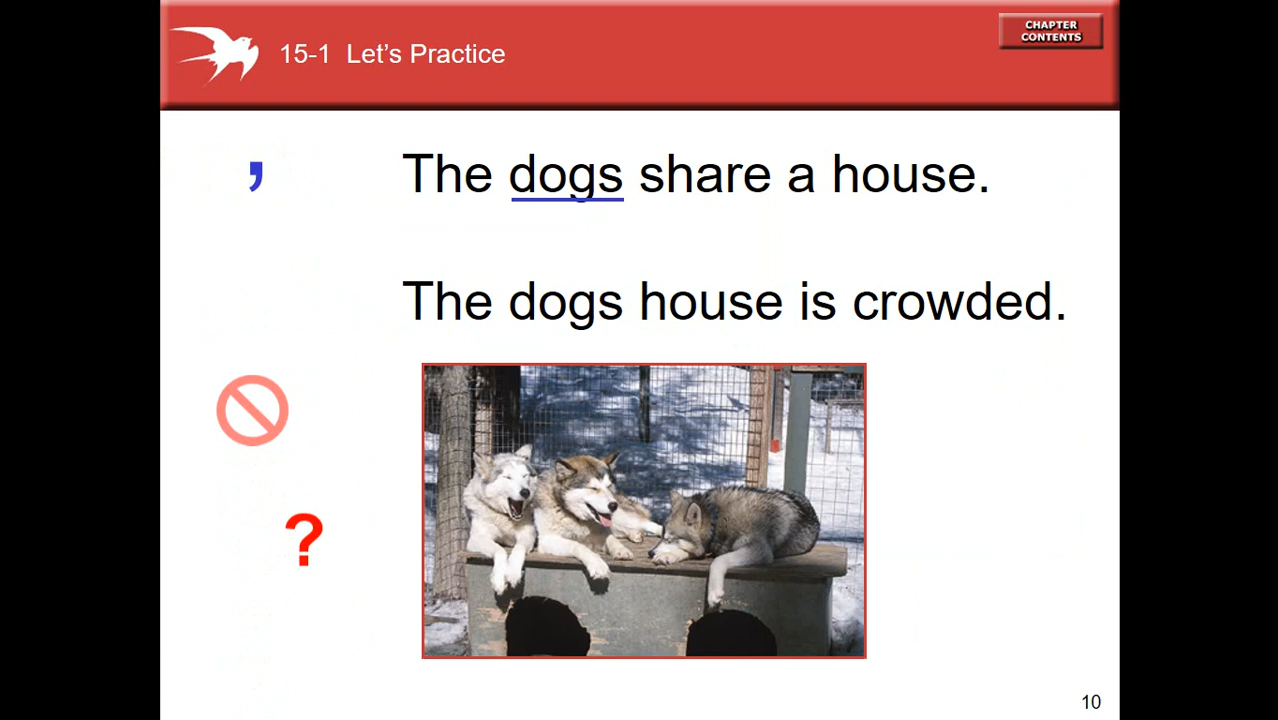 CHAPTER
CONTENTS
15-1 Let’s Practice
,
The dogs share a house.
The dogs house is crowded.
?
10